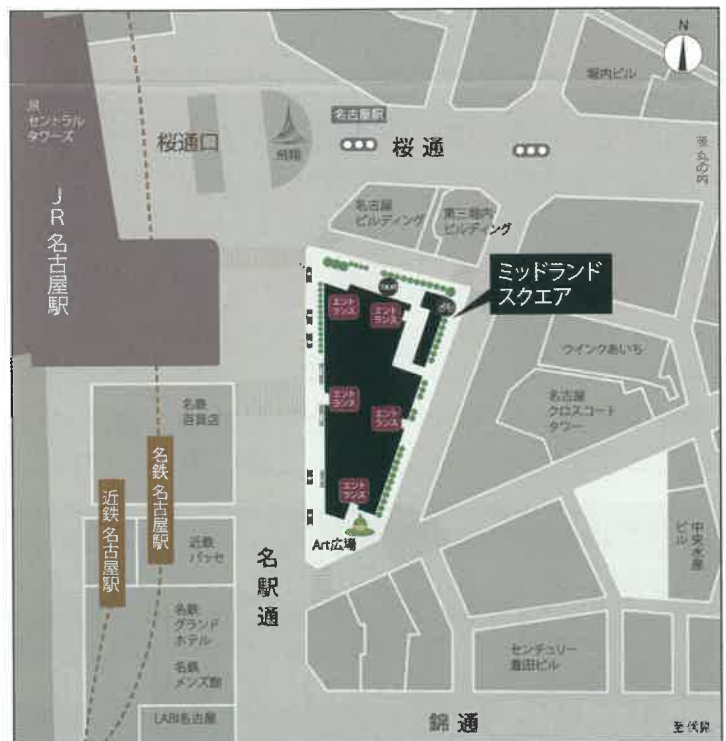 N
堀内ビル
JR
セントラル
タワーズ
桜通口
飛翔
名古屋駅
桜通
至丸の内
JR名古屋駅
名古屋
ビルディング
第三堀内
ビルディング
ミッドランド
スクエア
エント
ランス
エント
ランス
エント
ランス
エント
ランス
エント
ランス
ウインクあいち
名古屋
クロスコート
タワー
名鉄
百貨店
名鉄名古屋駅
近鉄名古屋駅
近鉄
パッセ
名駅通
Art広場
中央水産
ビル
名鉄
グランド
ホテル
名鉄
メンズ館
センチュリー
豊田ビル
LABI名古屋
錦通
至伏見